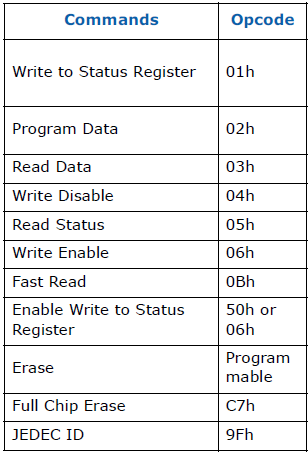 Commands Opcode
Write to Status Register 01h
Program Data 02h
Read Data 03h
Write Disable 04h
Read Status 05h
Write Enable 06h
Fast Read 0Bh
Enable Write to Status 50h or
Register 06h
Erase Program
mable
Full Chip Erase C7h
JEDEC ID 9Fh